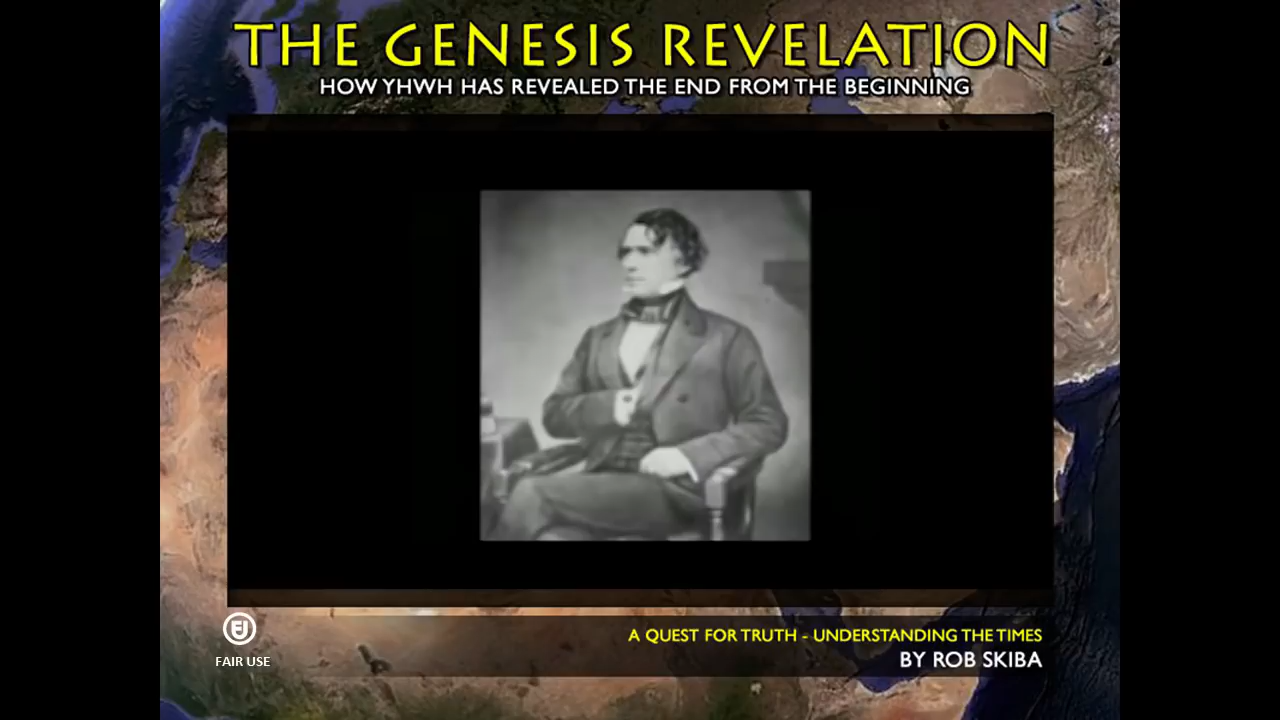 THE GENESIS REVELATION
HOW YHWH HAS REVEALED THE END FROM THE BEGINNING
FAIR USE
A QUEST FOR TRUTH - UNDERSTANDING THE TIMES
BY ROB SKIBA